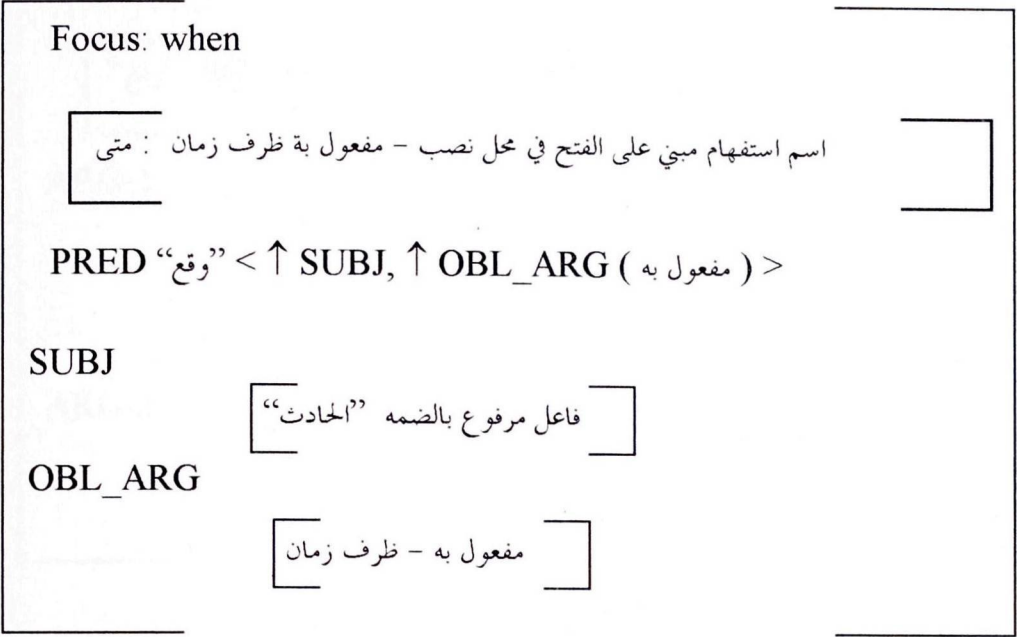 Focus: when
اسم استفهام مبني على الفتح في محل نصب – مفعول بة ظرف زمان : متى
PRED “وقع” < ↑ SUBJ, ↑ OBL_ARG ( مفعول به ) >
SUBJ
فاعل مرفوع بالضمه “الحادث”
OBL_ARG
مفعول به – ظرف زمان